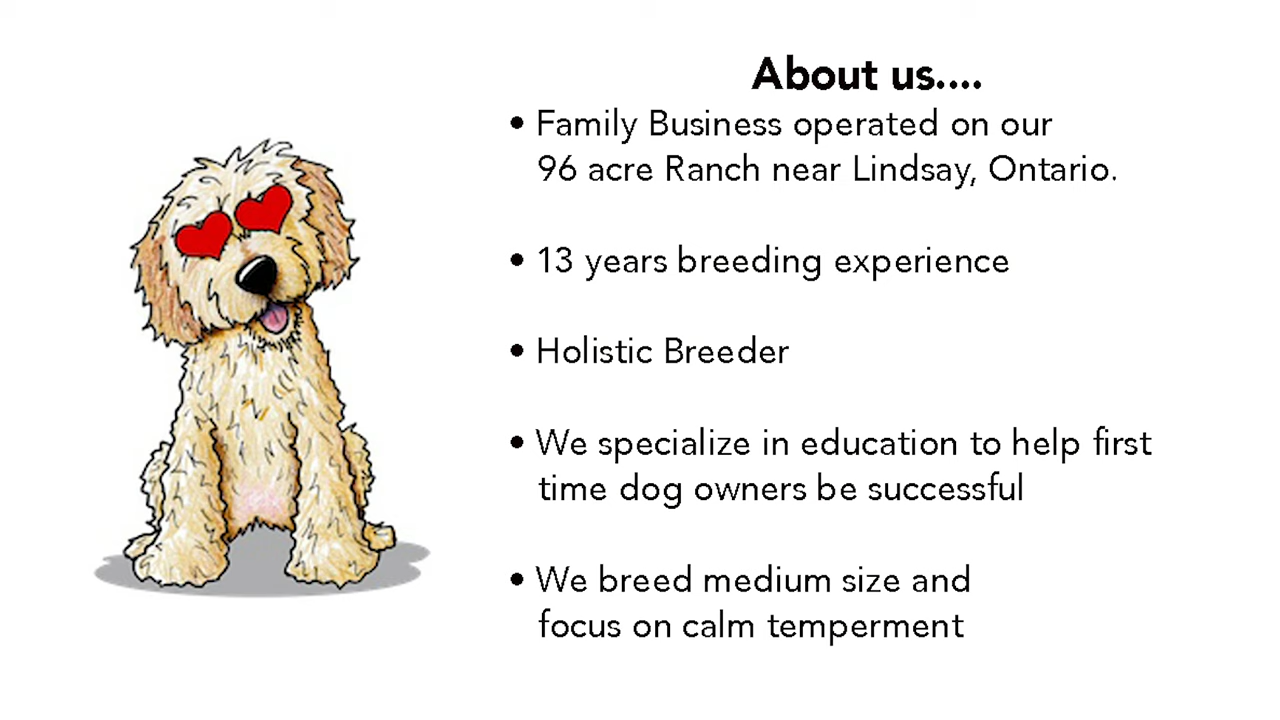 About us....
• Family Business operated on our
96 acre Ranch near Lindsay, Ontario.
• 13 years breeding experience
• Holistic Breeder
• We specialize in education to help first
time dog owners be successful
• We breed medium size and
focus on calm temperment